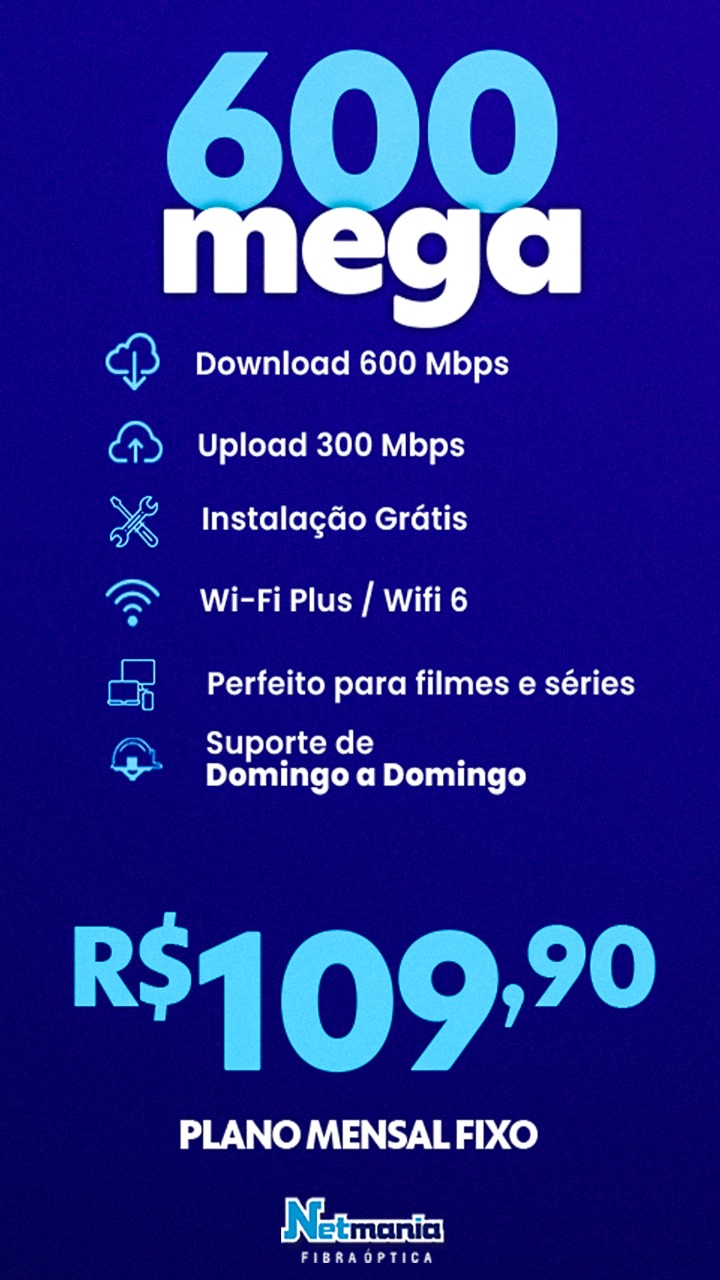 600
mega
Download 600 Mbps
Upload 300 Mbps
Instalação Grátis
Wi-Fi Plus / Wifi 6
Perfeito para filmes e séries
Suporte de
Domingo a Domingo
R$109,90
PLANO MENSAL FIXO
Netmania
FIBRA ÓPTICA